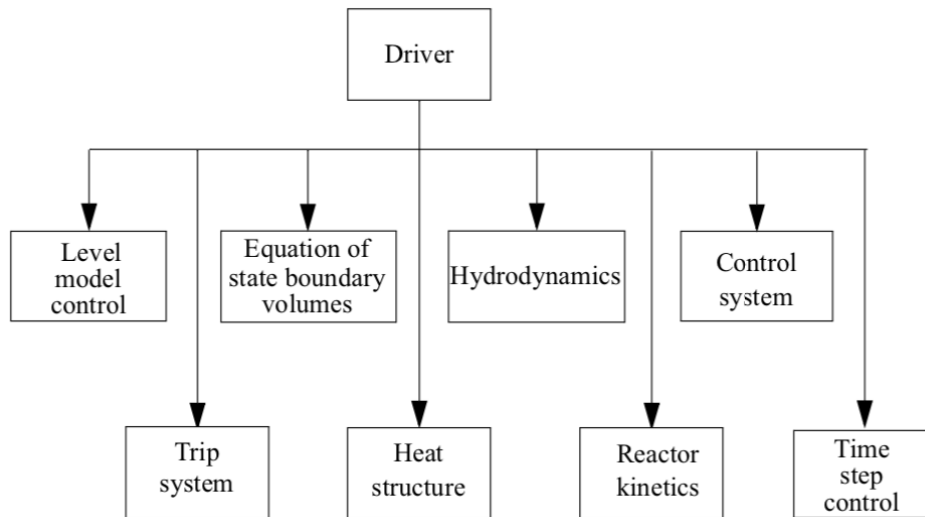 Driver
Level
model
control
Equation of
state boundary
volumes
Hydrodynamics
Control
system
Trip
system
Heat
structure
Reactor
kinetics
Time
step
control